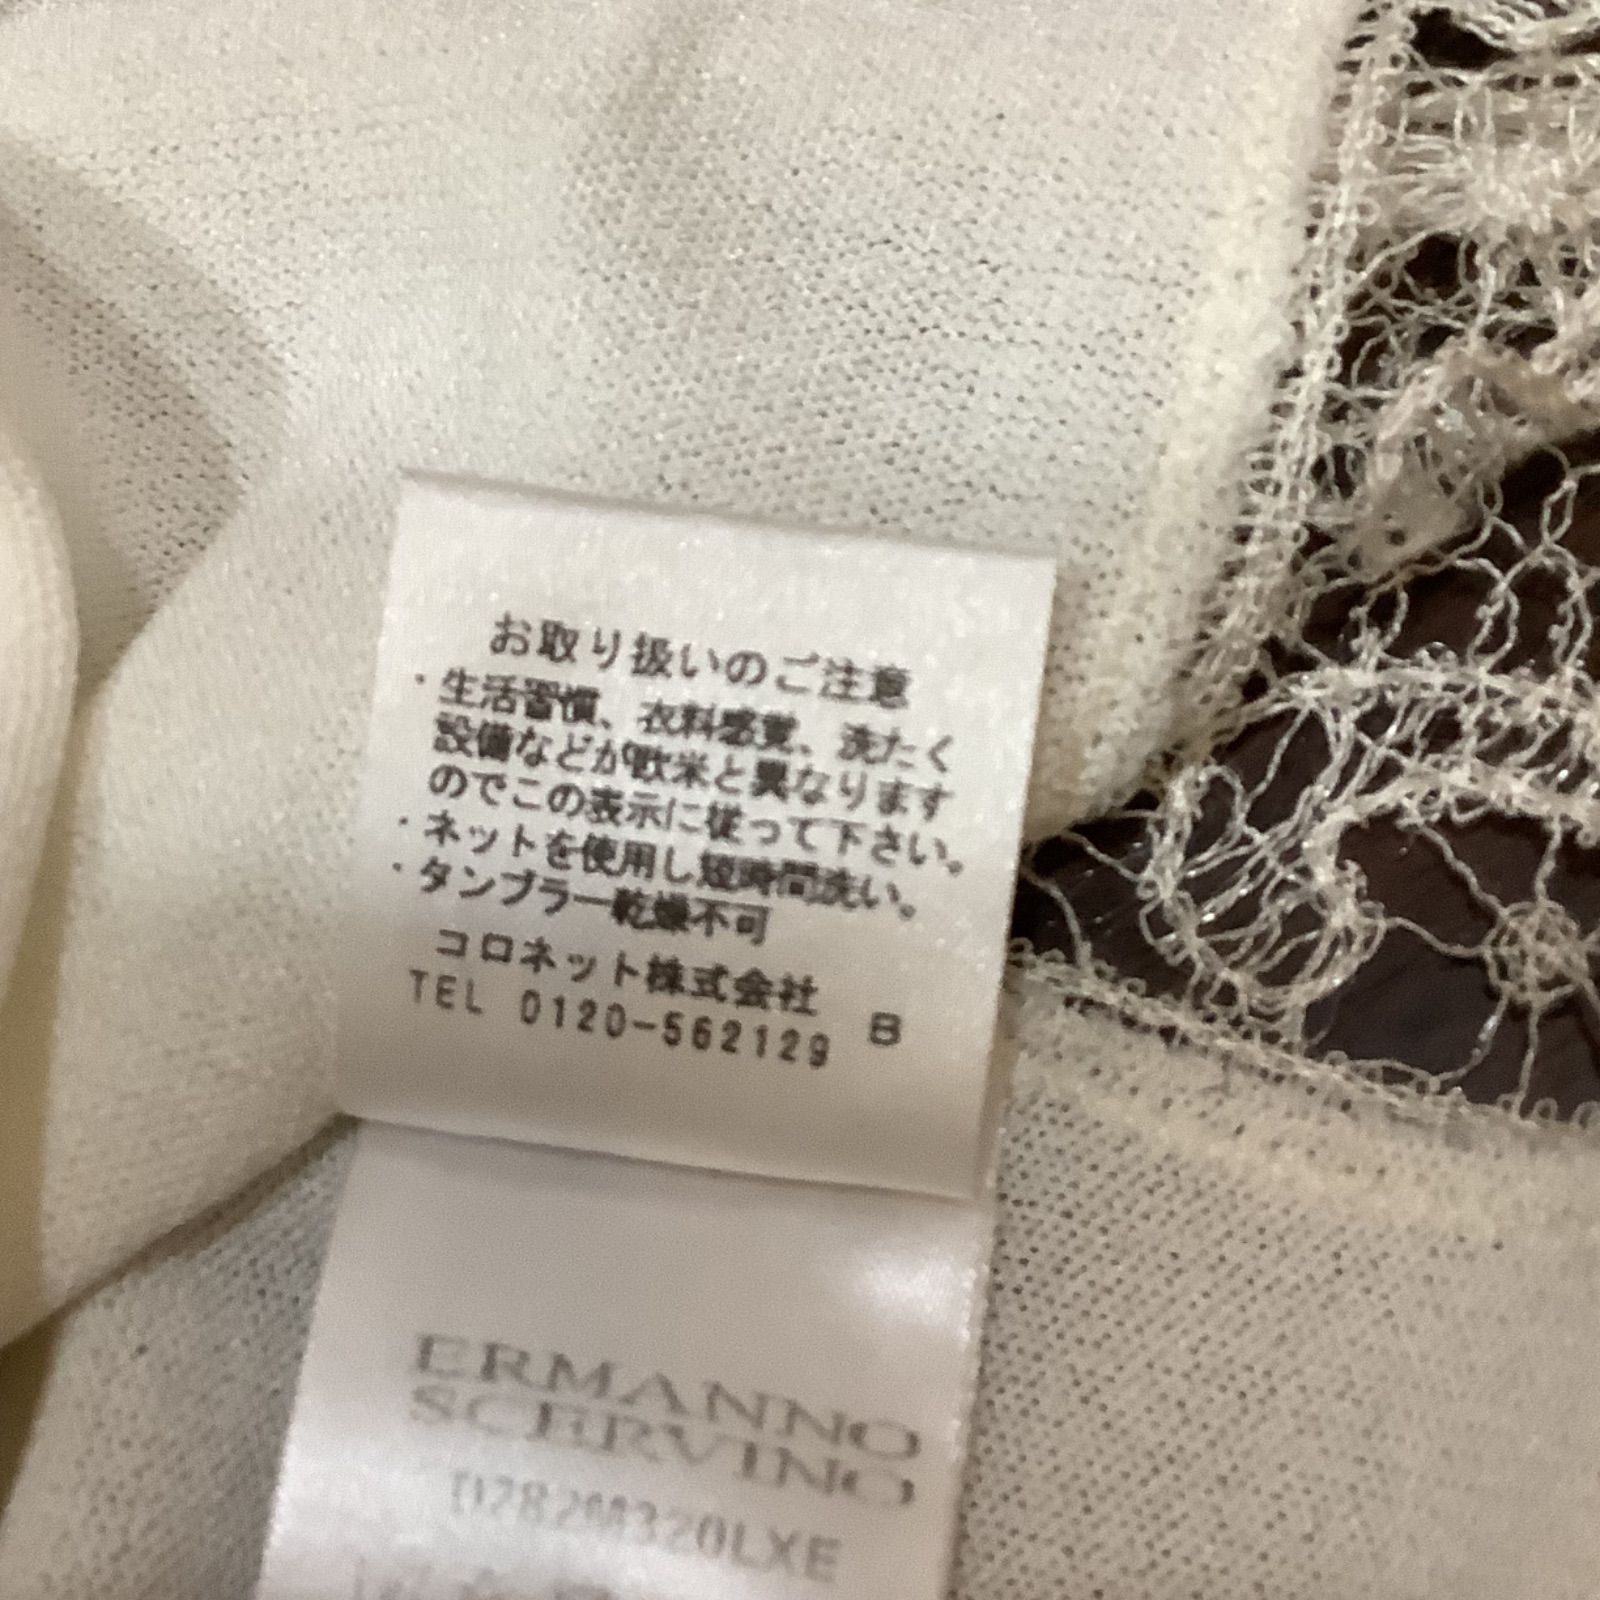 お取り扱いのご注意
・生活習慣、衣料感覚、洗たく
設備などが欧米と異なります
のでこの表示に従って下さい。
・ネットを使用し短時間洗い。
・タンブラー乾燥不可
コロネット株式会社
TEL 0120-562129 B
ERMANNO
SCERVINO
D282M320LXE